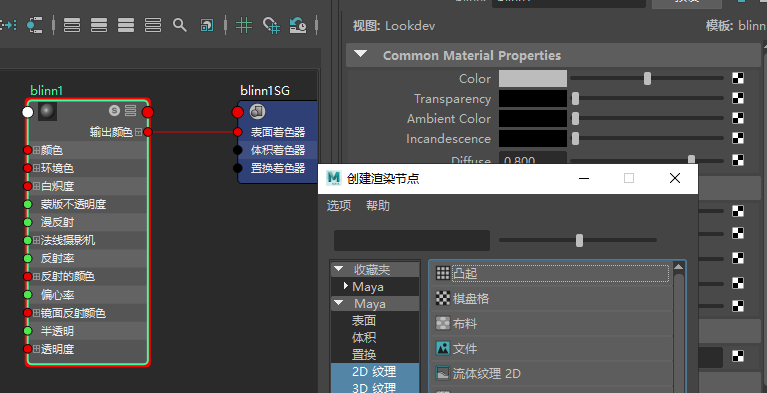 视图: Lookdev
模板: blinn
Common Material Properties
Color
Transparency
Ambient Color
Incandescence
Diffuse 0.800
blinn1
输出颜色
颜色
环境色
白炽度
蒙版不透明度
漫反射
法线摄影机
反射率
反射的颜色
偏心率
镜面反射颜色
半透明
透明度
blinn1SG
表面着色器
体积着色器
置换着色器
创建渲染节点
选项 帮助
收藏夹
Maya
Maya
表面
体积
置换
2D 纹理
3D 纹理
凸起
棋盘格
布料
文件
流体纹理 2D